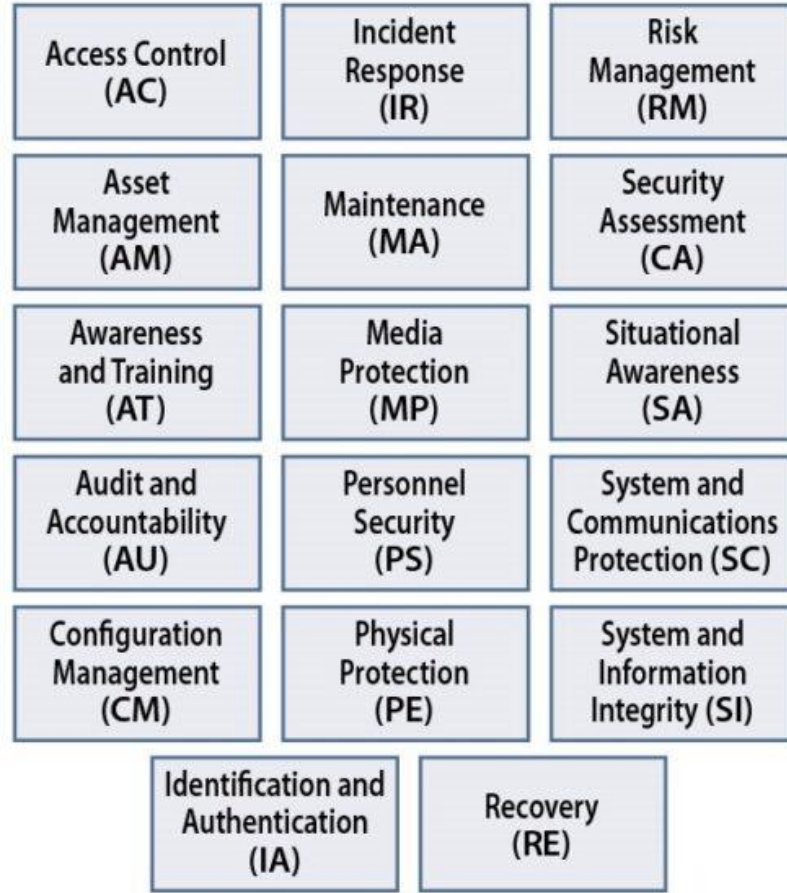 Access Control
(AC)
Incident
Response
(IR)
Risk
Management
(RM)
Asset
Management
(AM)
Maintenance
(MA)
Security
Assessment
(CA)
Awareness
and Training
(AT)
Media
Protection
(MP)
Situational
Awareness
(SA)
Audit and
Accountability
(AU)
Personnel
Security
(PS)
System and
Communications
Protection (SC)
Configuration
Management
(CM)
Physical
Protection
(PE)
System and
Information
Integrity (SI)
Identification and
Authentication
(IA)
Recovery
(RE)